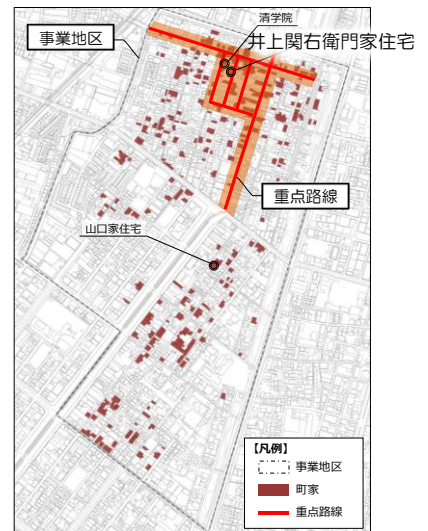 清学院
事業地区
井上関右衛門家住宅
重点路線
山口家住宅
【凡例】
事業地区
町家
重点路線